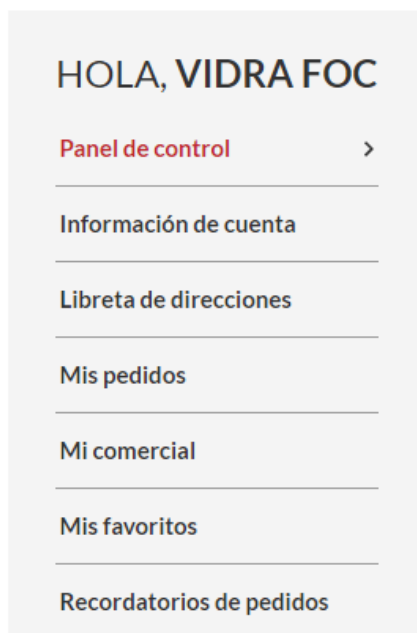 HOLA, VIDRA FOC
Panel de control
Información de cuenta
Libreta de direcciones
Mis pedidos
Mi comercial
Mis favoritos
Recordatorios de pedidos